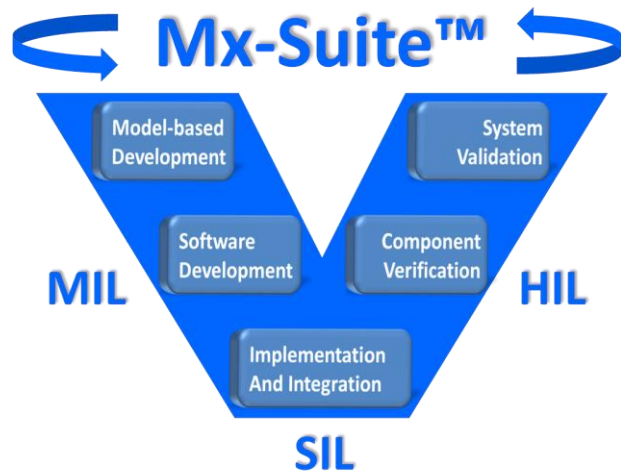 Mx-Suite™
Model-based
Development
System
Validation
Software
Development
Component
Verification
MIL
HIL
Implementation
And Integration
SIL